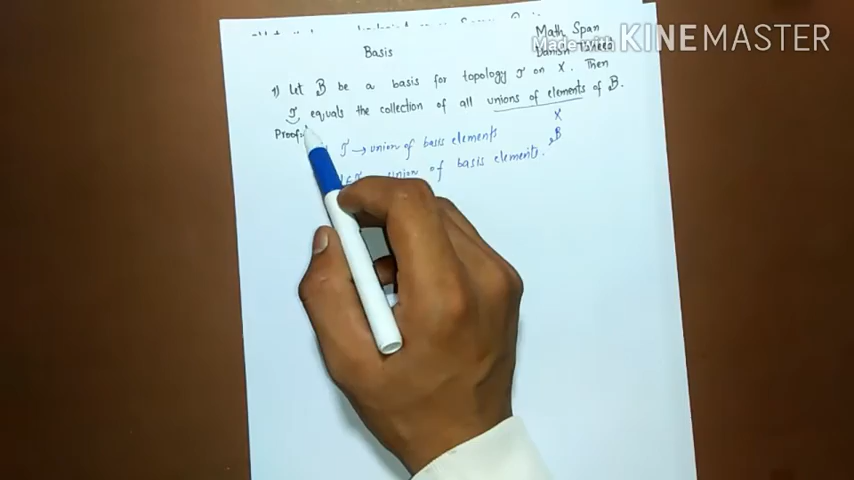 Math Span
Made with KINEMASTER
Basis
1) Let B be a basis for topology 𝒯 on X. Then
𝒯 equals the collection of all unions of elements of B.
Proof:
X
𝒯 → union of basis elements
B
union of basis elements.